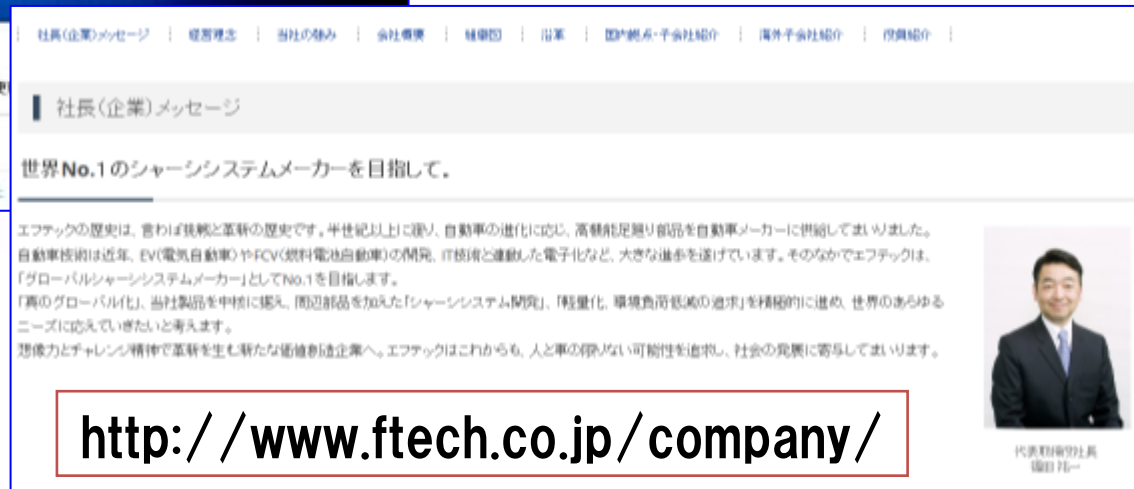 社長(企業)メッセージ | 経営理念 | 当社の強み | 会社概要 | 組織図 | 沿革 | 国内拠点・子会社紹介 | 海外子会社紹介 | 役員紹介 |
社長(企業)メッセージ
世界No.1のシャーシシステムメーカーを目指して。
エフテックの歴史は、言わば挑戦と革新の歴史です。半世紀以上に渡り、自動車の進化に応じ、高機能足廻り部品を自動車メーカーに供給してまいりました。
自動車技術は近年、EV(電気自動車)やFCV(燃料電池自動車)の開発、IT技術と連動した電子化など、大きな進歩を遂げています。そのなかでエフテックは、
「グローバルシャーシシステムメーカー」としてNo.1を目指します。
「真のグローバル化」、当社製品を中核に据え、周辺部品を加えた「シャーシシステム開発」、「軽量化、環境負荷低減の追求」を積極的に進め、世界のあらゆる
ニーズに応えていきたいと考えます。
想像力とチャレンジ精神で革新を生む新たな価値創造企業へ。エフテックはこれからも、人と車の限りない可能性を追求し、社会の発展に寄与してまいります。
http://www.ftech.co.jp/company/
代表取締役社長
福田 祐一